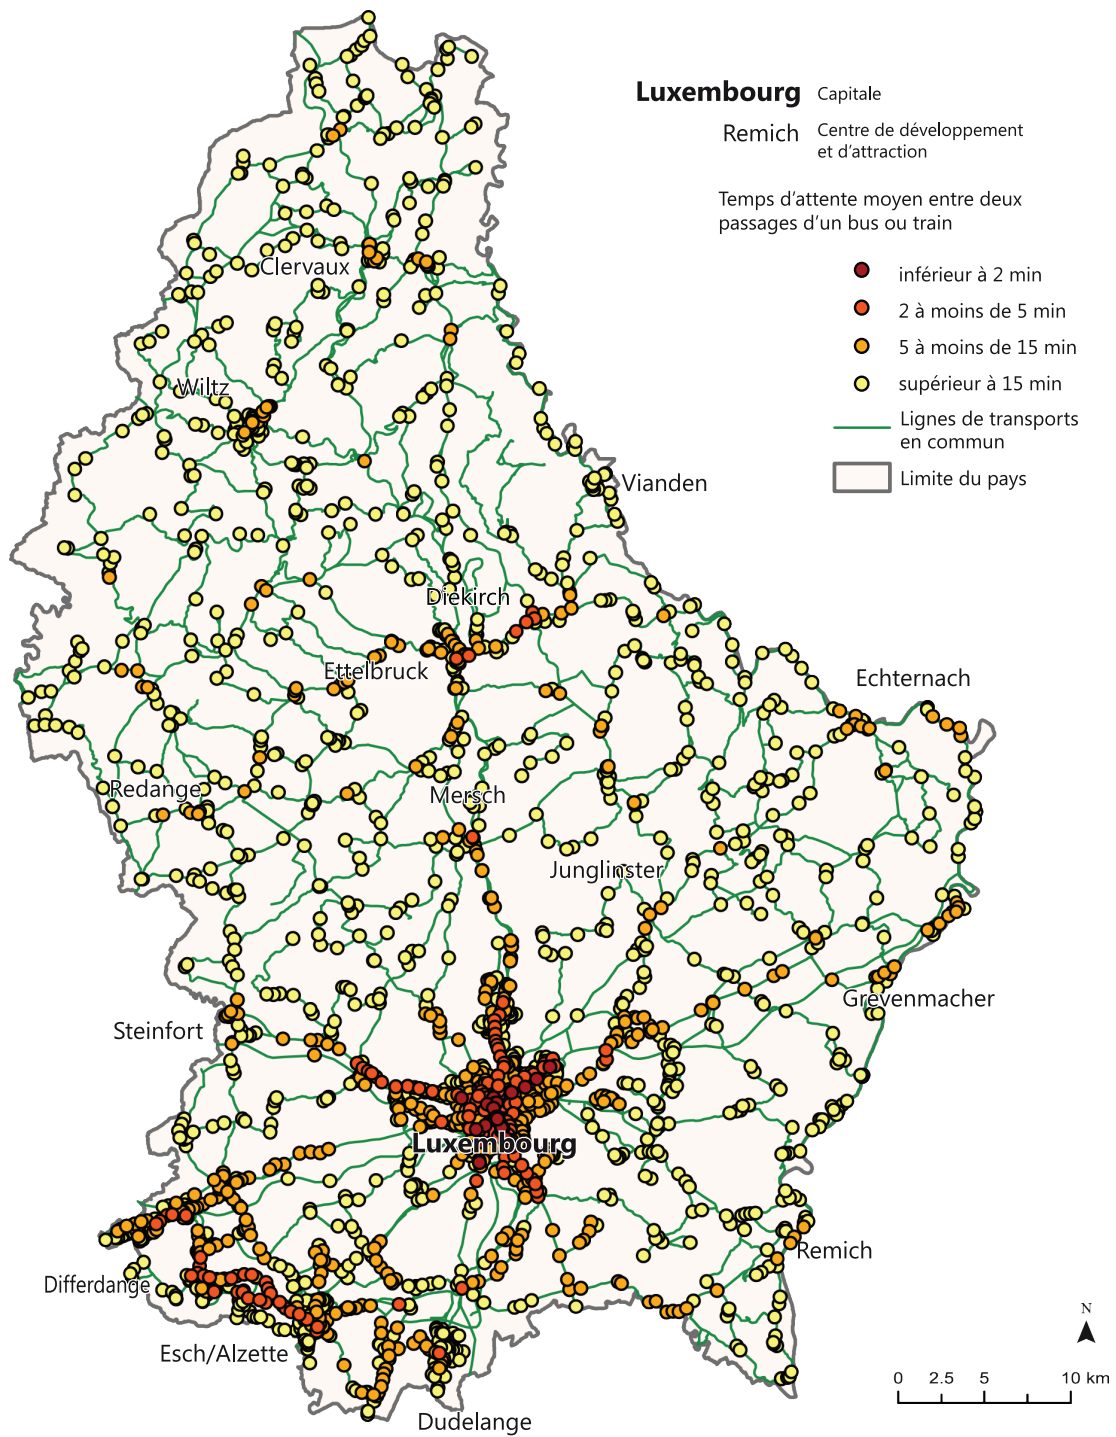 Luxembourg Capitale
Remich Centre de développement
et d'attraction
Temps d'attente moyen entre deux
passages d'un bus ou train
inférieur à 2 min
2 à moins de 5 min
5 à moins de 15 min
supérieur à 15 min
Lignes de transports
en commun
Limite du pays
Clervaux
Wiltz
Vianden
Diekirch
Ettelbruck
Echternach
Redange
Mersch
Junglinster
Grevenmacher
Steinfort
Luxembourg
Remich
Differdange
Esch/Alzette
Dudelange
N
0 2.5 5 10 km